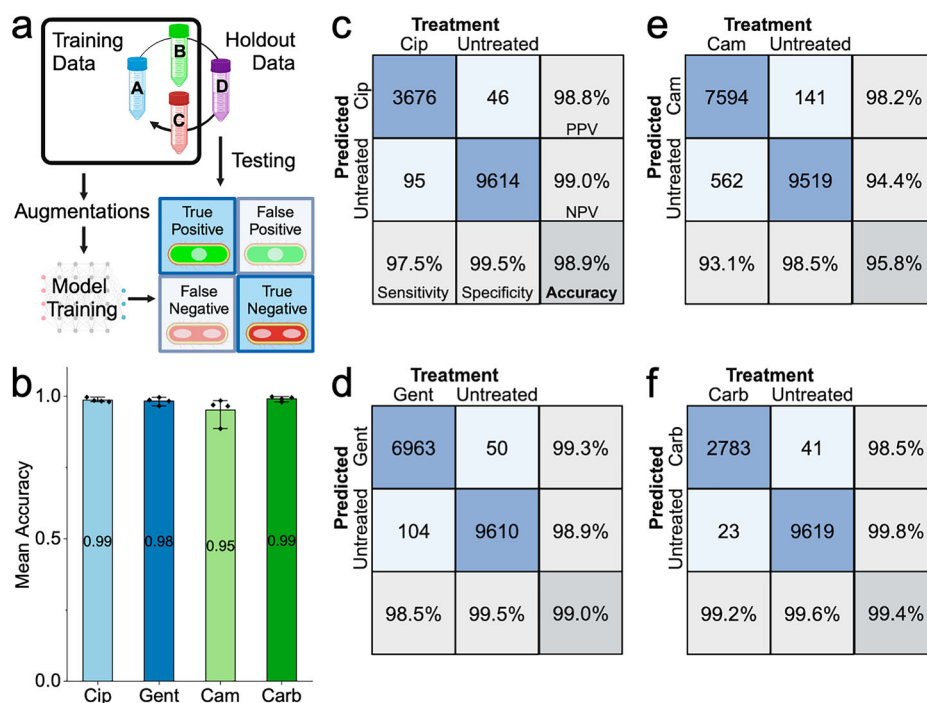 a
Training
Data
Holdout
Data
A
B
C
D
Testing
Augmentations
Model
Training
True
Positive
False
Positive
False
Negative
True
Negative
b
Mean Accuracy
1.0
0.5
0.0
0.99
0.98
0.95
0.99
Cip
Gent
Cam
Carb
c
Treatment
Cip Untreated
Predicted
Cip
Untreated
3676 46 98.8%
PPV
95 9614 99.0%
NPV
97.5% 99.5% 98.9%
Sensitivity Specificity Accuracy
d
Treatment
Gent Untreated
Predicted
Gent
Untreated
6963 50 99.3%
104 9610 98.9%
98.5% 99.5% 99.0%
e
Treatment
Cam Untreated
Predicted
Cam
Untreated
7594 141 98.2%
562 9519 94.4%
93.1% 98.5% 95.8%
f
Treatment
Carb Untreated
Predicted
Carb
Untreated
2783 41 98.5%
23 9619 99.8%
99.2% 99.6% 99.4%